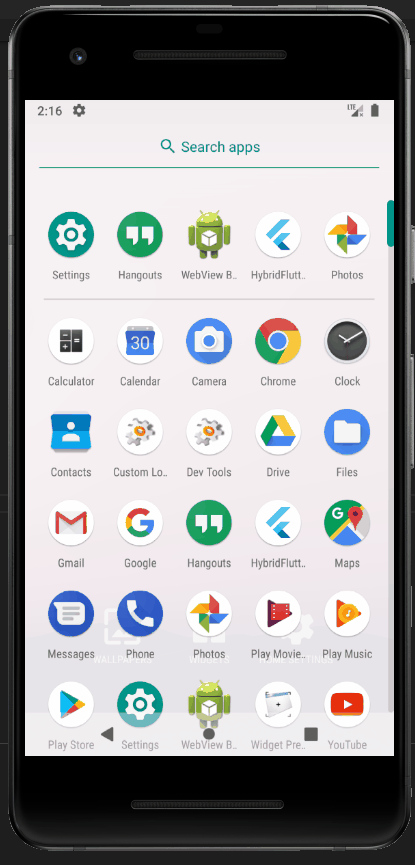 2:16 LTE
Search apps
Settings Hangouts WebView B.. HybridFlutt.. Photos
30
Calculator Calendar Camera Chrome Clock
Contacts Custom Lo.. Dev Tools Drive Files
G G
Gmail Google Hangouts HybridFlutt.. Maps
Messages Phone Photos Play Movie.. Play Music
WALLPAPERS WIDGETS HOME SETTINGS
Play Store Settings WebView B.. Widget Pre.. YouTube